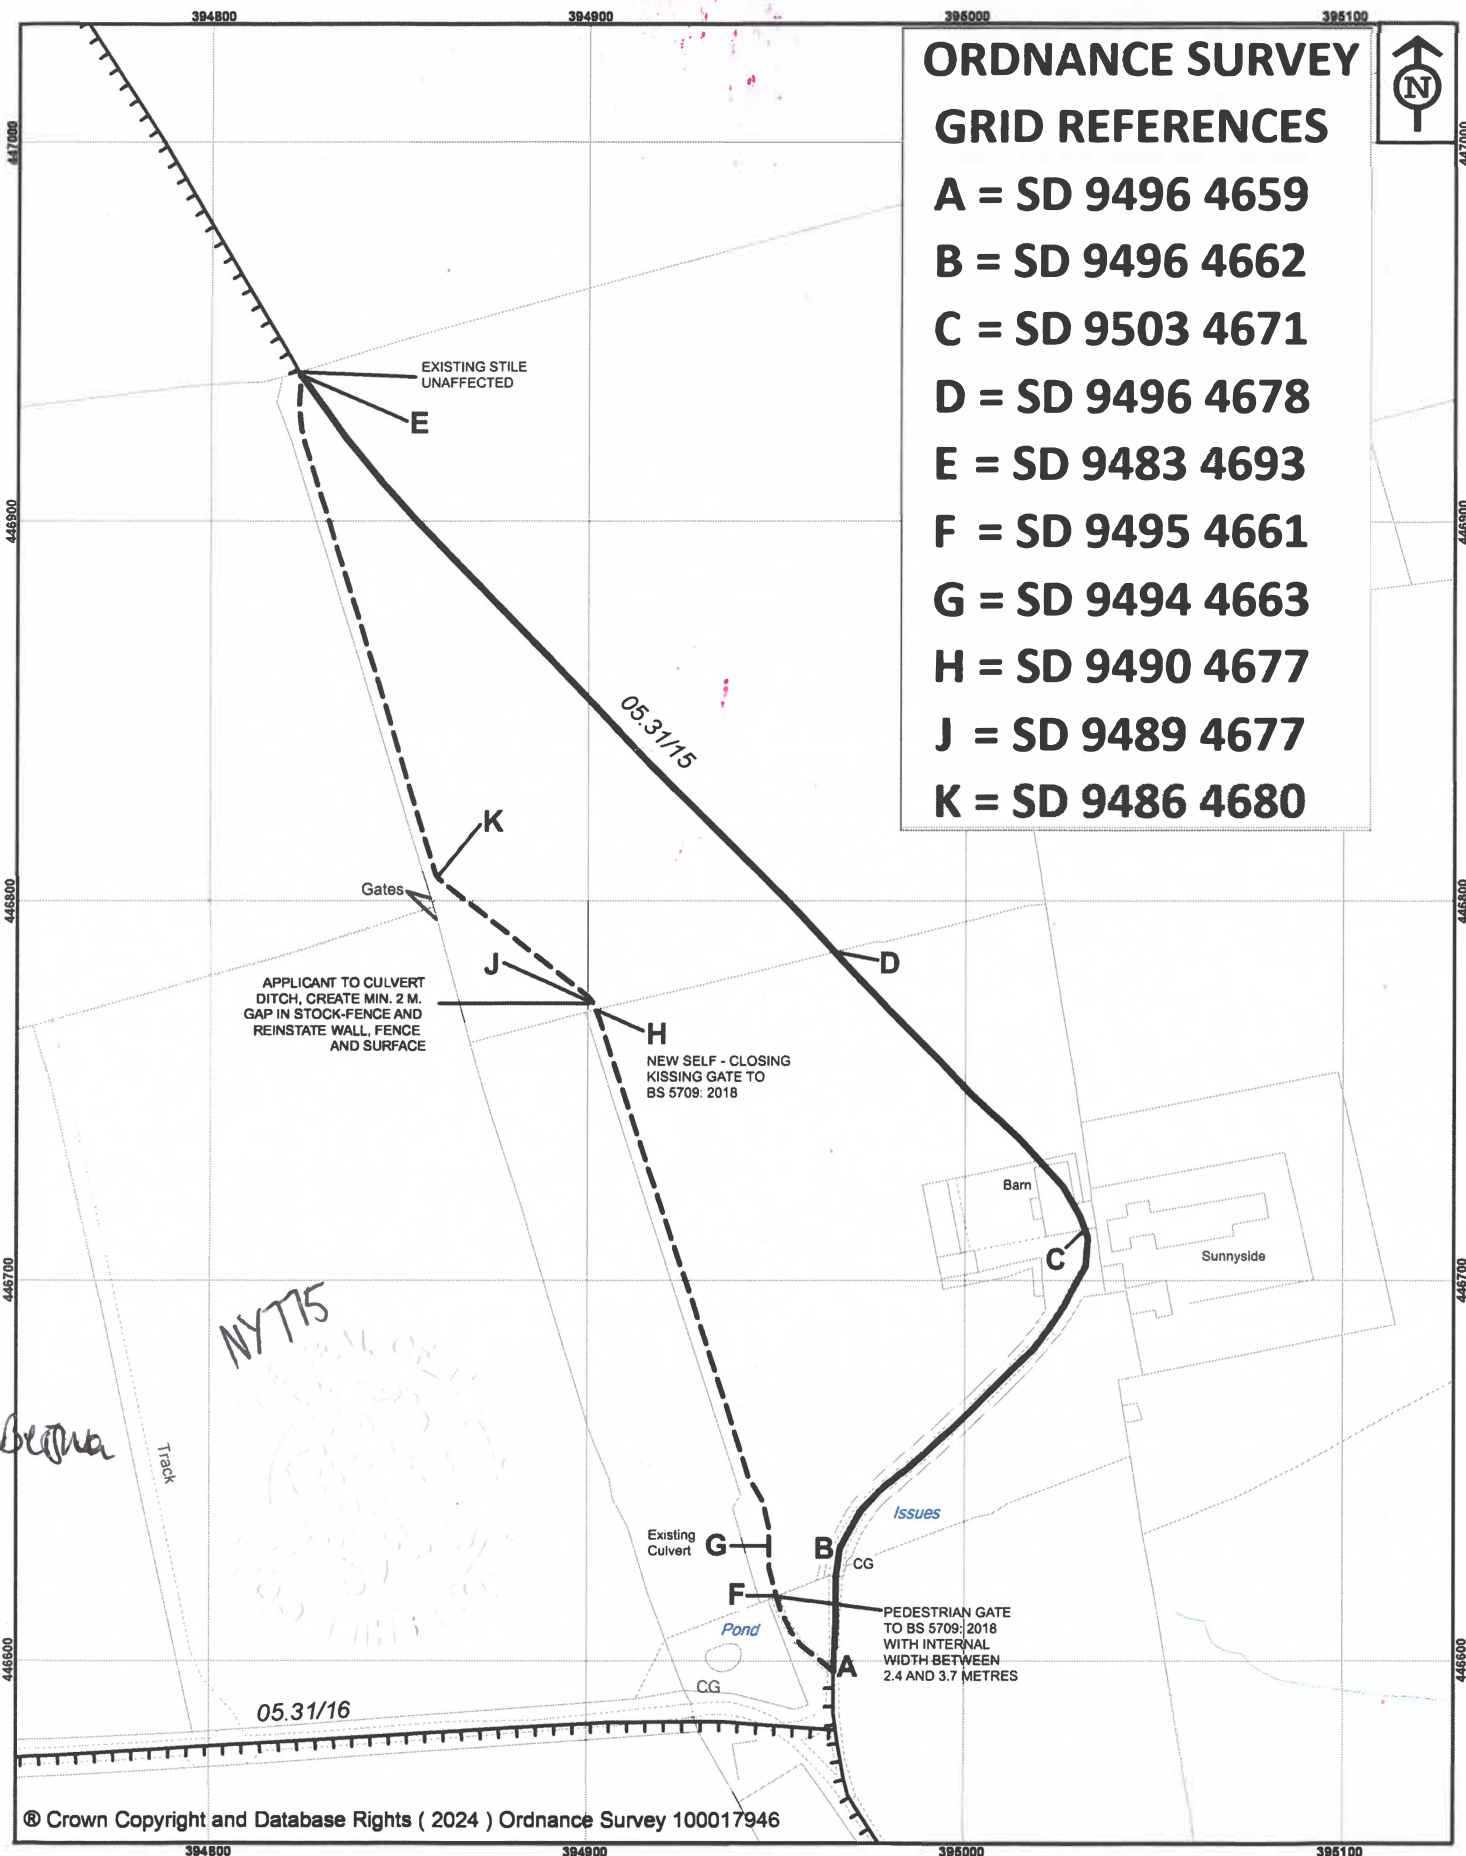 394800 394900 395000 395100
ORDNANCE SURVEY
GRID REFERENCES
A = SD 9496 4659
B = SD 9496 4662
C = SD 9503 4671
D = SD 9496 4678
E = SD 9483 4693
F = SD 9495 4661
G = SD 9494 4663
H = SD 9490 4677
J = SD 9489 4677
K = SD 9486 4680
N
447000
447000
EXISTING STILE
UNAFFECTED
E
446900
446900
05.31/15
K
Gates
446800
446800
J
D
APPLICANT TO CULVERT
DITCH, CREATE MIN. 2 M.
GAP IN STOCK-FENCE AND
REINSTATE WALL, FENCE
AND SURFACE
H
NEW SELF - CLOSING
KISSING GATE TO
BS 5709: 2018
Barn
C
Sunnyside
446700
446700
NYT75
Track
Issues
Existing
Culvert
G
B
CG
F
PEDESTRIAN GATE
TO BS 5709: 2018
WITH INTERNAL
WIDTH BETWEEN
2.4 AND 3.7 METRES
Pond
A
446600
446600
CG
05.31/16
® Crown Copyright and Database Rights ( 2024 ) Ordnance Survey 100017946
394800 394900 395000 395100